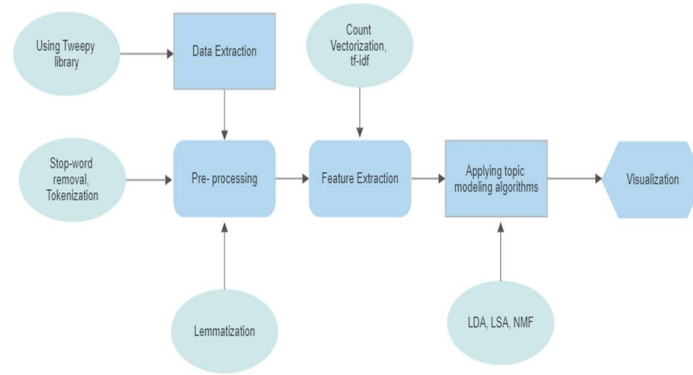 Using Tweepy
library
Data Extraction
Count
Vectorization,
tf-idf
Stop-word
removal,
Tokenization
Pre- processing
Feature Extraction
Applying topic
modeling algorithms
Visualization
Lemmatization
LDA, LSA, NMF